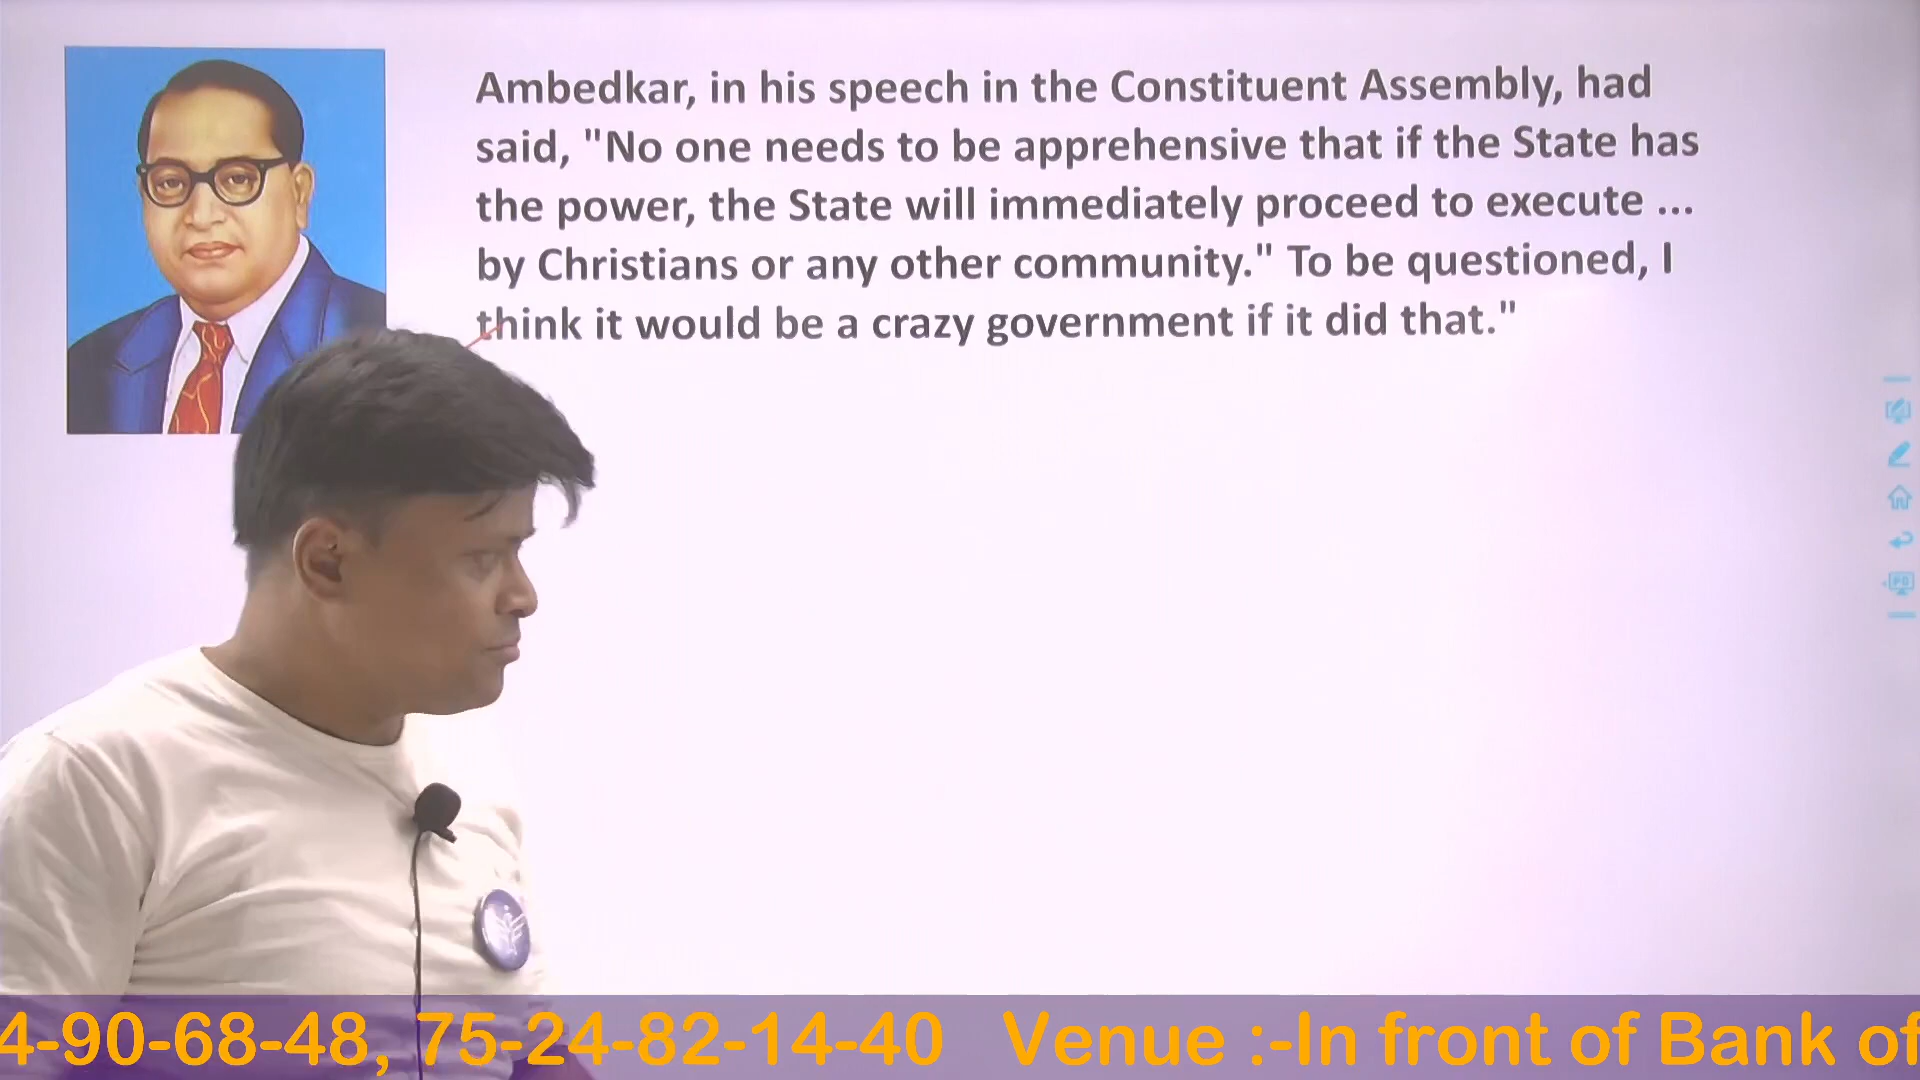 Ambedkar, in his speech in the Constituent Assembly, had
said, "No one needs to be apprehensive that if the State has
the power, the State will immediately proceed to execute ...
by Christians or any other community." To be questioned, I
think it would be a crazy government if it did that."
4-90-68-48, 75-24-82-14-40 Venue :-In front of Bank of